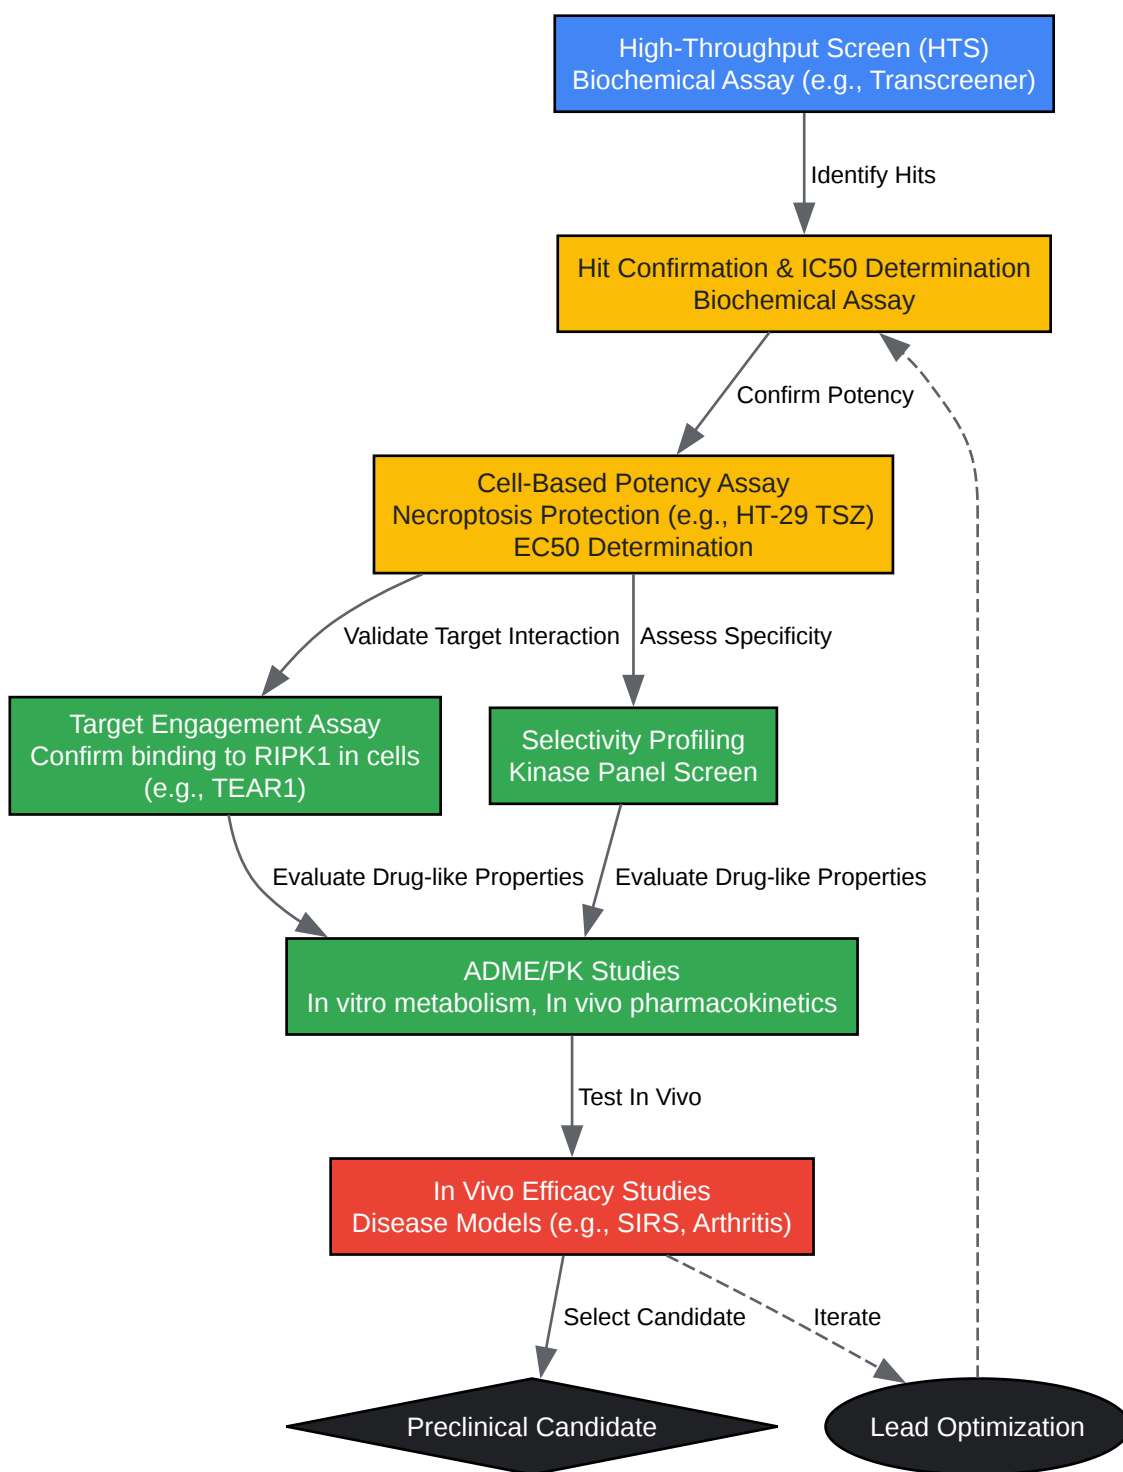 High-Throughput Screen (HTS)
Biochemical Assay (e.g., Transcreener)
Identify Hits
Hit Confirmation & IC50 Determination
Biochemical Assay
Confirm Potency
Cell-Based Potency Assay
Necroptosis Protection (e.g., HT-29 TSZ)
EC50 Determination
Validate Target Interaction
Assess Specificity
Target Engagement Assay
Confirm binding to RIPK1 in cells
(e.g., TEAR1)
Selectivity Profiling
Kinase Panel Screen
Evaluate Drug-like Properties
Evaluate Drug-like Properties
ADME/PK Studies
In vitro metabolism, In vivo pharmacokinetics
Test In Vivo
In Vivo Efficacy Studies
Disease Models (e.g., SIRS, Arthritis)
Select Candidate
Iterate
Preclinical Candidate
Lead Optimization